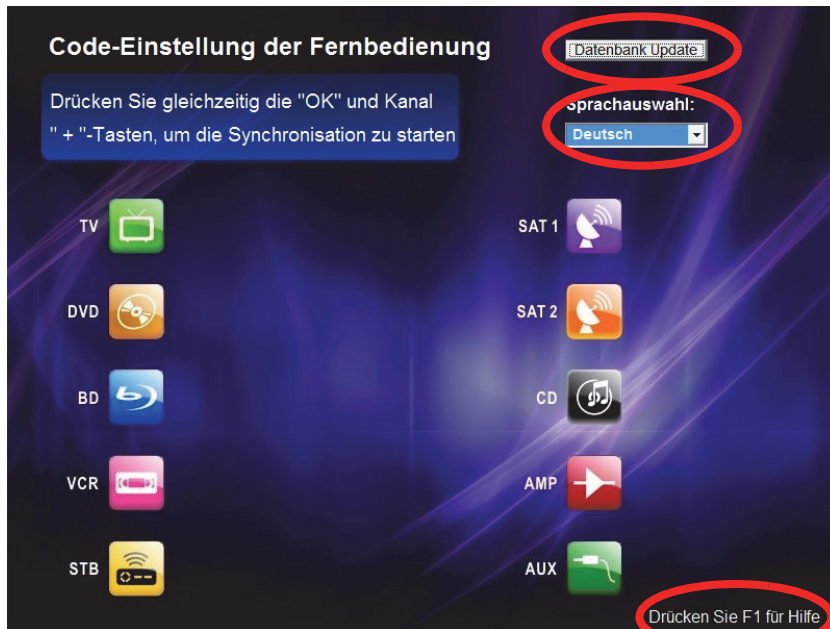 Code-Einstellung der Fernbedienung
Datenbank Update
Drücken Sie gleichzeitig die "OK" und Kanal
" + "-Tasten, um die Synchronisation zu starten
Sprachauswahl:
Deutsch
TV
SAT 1
DVD
SAT 2
BD
CD
VCR
AMP
STB
AUX
Drücken Sie F1 für Hilfe